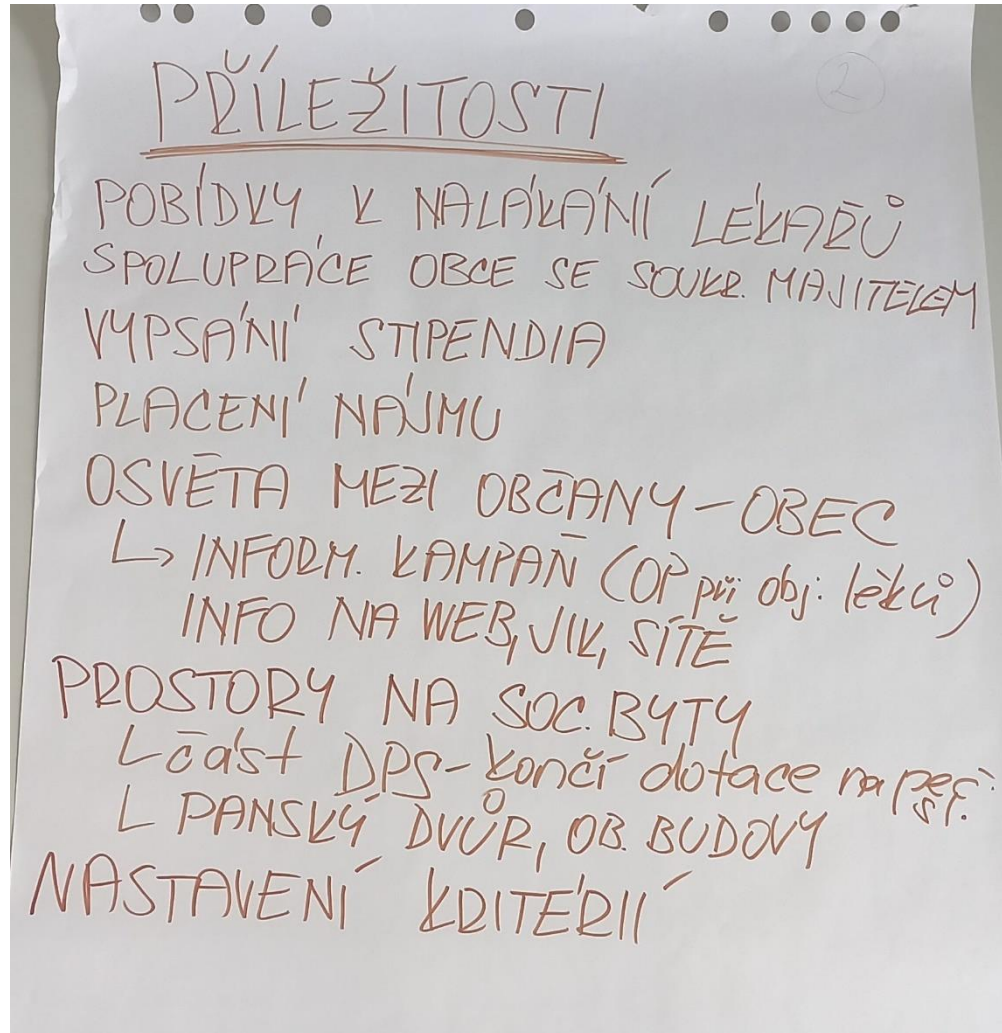 2
PŘÍLEŽITOSTI
POBÍDKY K NALÁKÁNÍ LÉKAŘŮ
SPOLUPRÁCE OBCE SE SOUKR. MAJITELEM
VYPSÁNÍ STIPENDIA
PLACENÍ NÁJMU
OSVĚTA MEZI OBČANY – OBEC
↳ INFORM. KAMPAŇ (OP při obj. léků)
INFO NA WEB, JIK, SÍTĚ
PROSTORY NA SOC. BYTY
L část DPS – končí dotace na
L PANSKÝ DVŮR, OB. BUDOVY
NASTAVENÍ KRITÉRIÍ